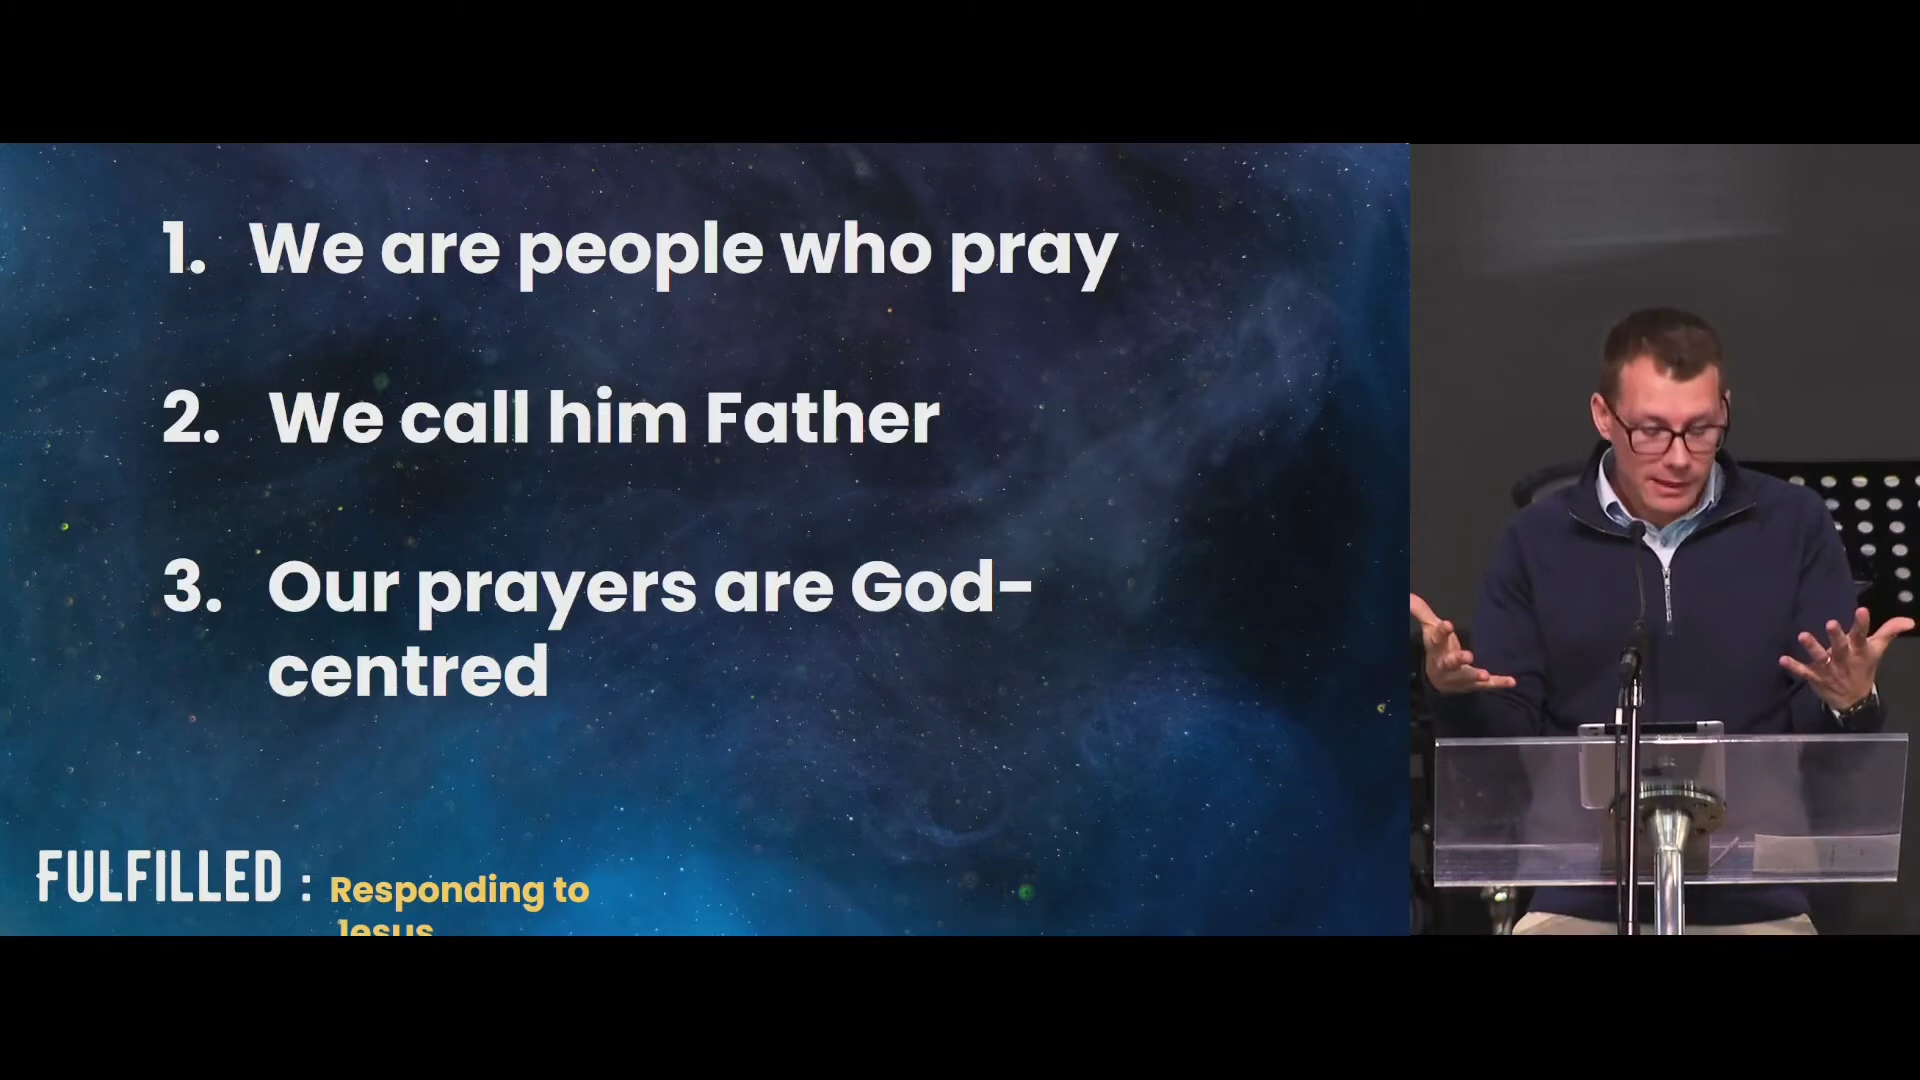 1. We are people who pray
2. We call him Father
3. Our prayers are God-
centred
FULFILLED : Responding to
Jesus